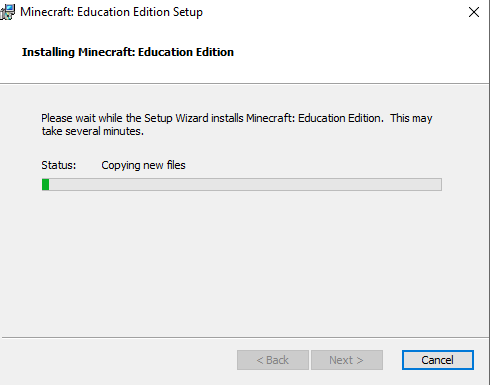 Minecraft: Education Edition Setup
Installing Minecraft: Education Edition
Please wait while the Setup Wizard installs Minecraft: Education Edition. This may
take several minutes.
Status: Copying new files
< Back Next > Cancel